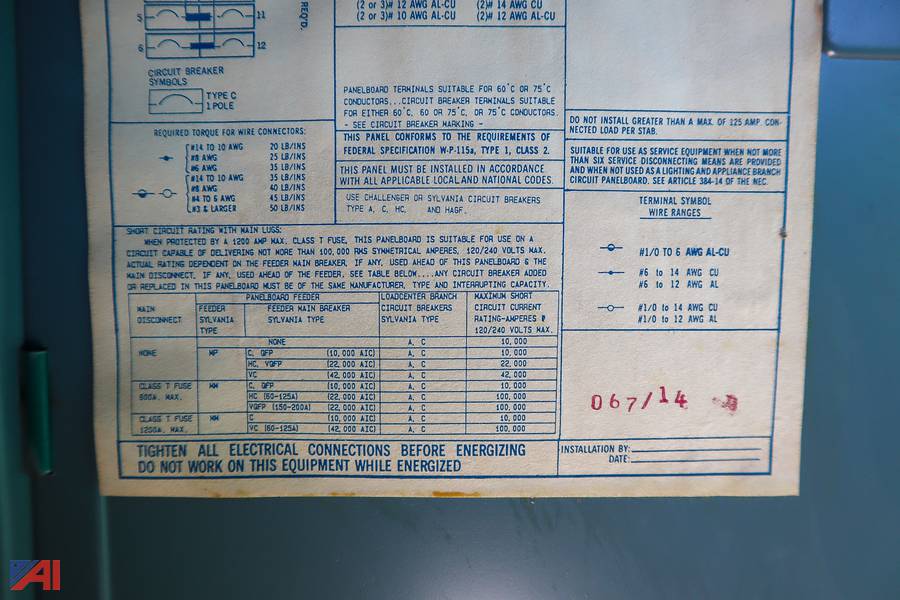 5 11
6 12
REQ'D.
CIRCUIT BREAKER
SYMBOLS
TYPE C
1 POLE
(2 or 3)# 12 AWG AL-CU (2)# 14 AWG CU
(2 or 3)# 10 AWG AL-CU (2)# 12 AWG AL-CU
PANELBOARD TERMINALS SUITABLE FOR 60°C OR 75°C
CONDUCTORS...CIRCUIT BREAKER TERMINALS SUITABLE
FOR EITHER 60°C, 60 OR 75°C, OR 75°C CONDUCTORS.
- SEE CIRCUIT BREAKER MARKING -
THIS PANEL CONFORMS TO THE REQUIREMENTS OF
FEDERAL SPECIFICATION W-P-115a, TYPE 1, CLASS 2.
THIS PANEL MUST BE INSTALLED IN ACCORDANCE
WITH ALL APPLICABLE LOCAL AND NATIONAL CODES
USE CHALLENGER OR SYLVANIA CIRCUIT BREAKERS
TYPE A, C, HC, AND HAGF.
REQUIRED TORQUE FOR WIRE CONNECTORS:
#14 TO 10 AWG 20 LB/INS
#8 AWG 25 LB/INS
#6 AWG 35 LB/INS
#14 TO 10 AWG 35 LB/INS
#8 AWG 40 LB/INS
#4 TO 6 AWG 45 LB/INS
#3 & LARGER 50 LB/INS
DO NOT INSTALL GREATER THAN A MAX. OF 125 AMP. CON-
NECTED LOAD PER STAB.
SUITABLE FOR USE AS SERVICE EQUIPMENT WHEN NOT MORE
THAN SIX SERVICE DISCONNECTING MEANS ARE PROVIDED
AND WHEN NOT USED AS A LIGHTING AND APPLIANCE BRANCH
CIRCUIT PANELBOARD. SEE ARTICLE 384-14 OF THE NEC.
TERMINAL SYMBOL
WIRE RANGES
#1/0 TO 6 AWG AL-CU
#6 to 14 AWG CU
#6 to 12 AWG AL
#1/0 to 14 AWG CU
#1/0 to 12 AWG AL
SHORT CIRCUIT RATING WITH MAIN LUGS:
WHEN PROTECTED BY A 1200 AMP MAX. CLASS T FUSE, THIS PANELBOARD IS SUITABLE FOR USE ON A
CIRCUIT CAPABLE OF DELIVERING NOT MORE THAN 100,000 RMS SYMMETRICAL AMPERES, 120/240 VOLTS MAX.
ACTUAL RATING DEPENDENT ON THE FEEDER MAIN BREAKER, IF ANY, USED AHEAD OF THIS PANELBOARD & THE
MAIN DISCONNECT, IF ANY, USED AHEAD OF THE FEEDER, SEE TABLE BELOW....ANY CIRCUIT BREAKER ADDED
OR REPLACED IN THIS PANELBOARD MUST BE OF THE SAME MANUFACTURER, TYPE AND INTERRUPTING CAPACITY.
PANELBOARD FEEDER LOADCENTER BRANCH MAXIMUM SHORT
MAIN FEEDER FEEDER MAIN BREAKER CIRCUIT BREAKERS CIRCUIT CURRENT
DISCONNECT SYLVANIA SYLVANIA TYPE SYLVANIA TYPE RATING-AMPERES @
TYPE 120/240 VOLTS MAX.
NONE A, C 10,000
NONE MP C, QFP (10,000 AIC) A, C 10,000
HC, VQFP (22,000 AIC) A, C 22,000
VC (42,000 AIC) A, C 42,000
CLASS T FUSE MM C, QFP (10,000 AIC) A, C 10,000
600A. MAX. HC (60-125A) (22,000 AIC) A, C 100,000
VQFP (150-200A) (22,000 AIC) A, C 100,000
CLASS T FUSE MM C (10,000 AIC) A, C 10,000
1200A. MAX. VC (60-125A) (42,000 AIC) A, C 100,000
067/14
TIGHTEN ALL ELECTRICAL CONNECTIONS BEFORE ENERGIZING
DO NOT WORK ON THIS EQUIPMENT WHILE ENERGIZED
INSTALLATION BY:
DATE:
AI